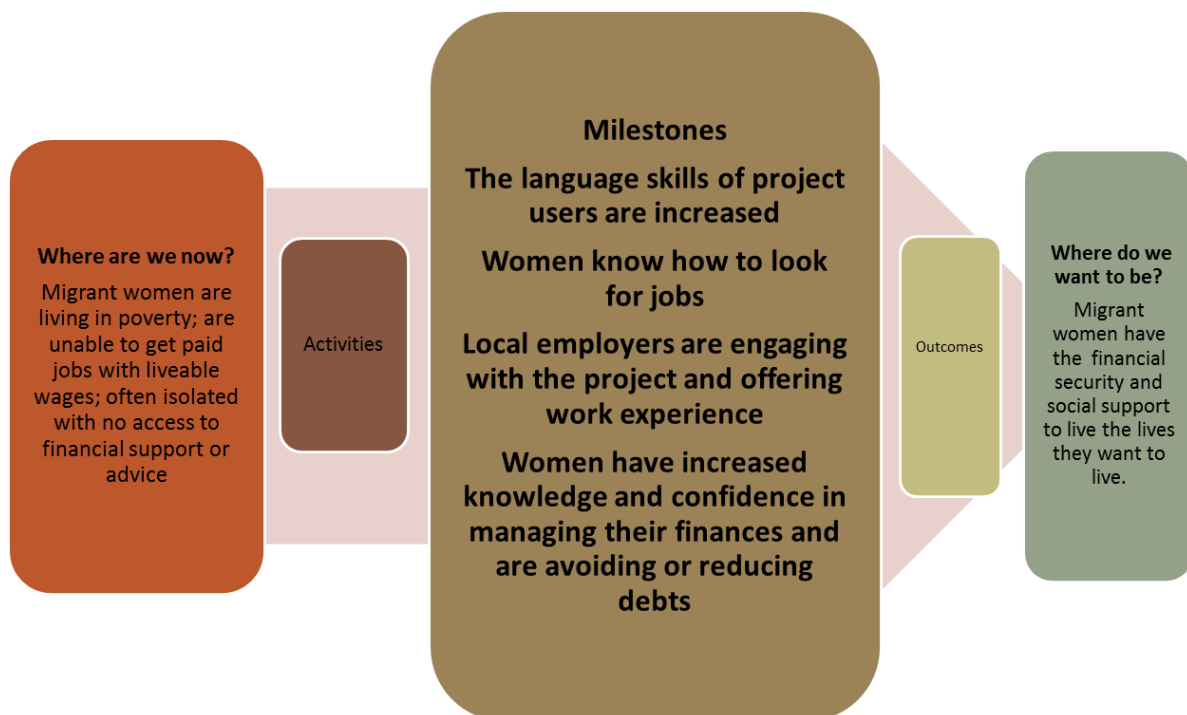 Where are we now?
Migrant women are
living in poverty; are
unable to get paid
jobs with liveable
wages; often isolated
with no access to
financial support or
advice
Activities
Milestones
The language skills of project
users are increased
Women know how to look
for jobs
Local employers are engaging
with the project and offering
work experience
Women have increased
knowledge and confidence in
managing their finances and
are avoiding or reducing
debts
Outcomes
Where do we
want to be?
Migrant
women have
the financial
security and
social support
to live the lives
they want to
live.